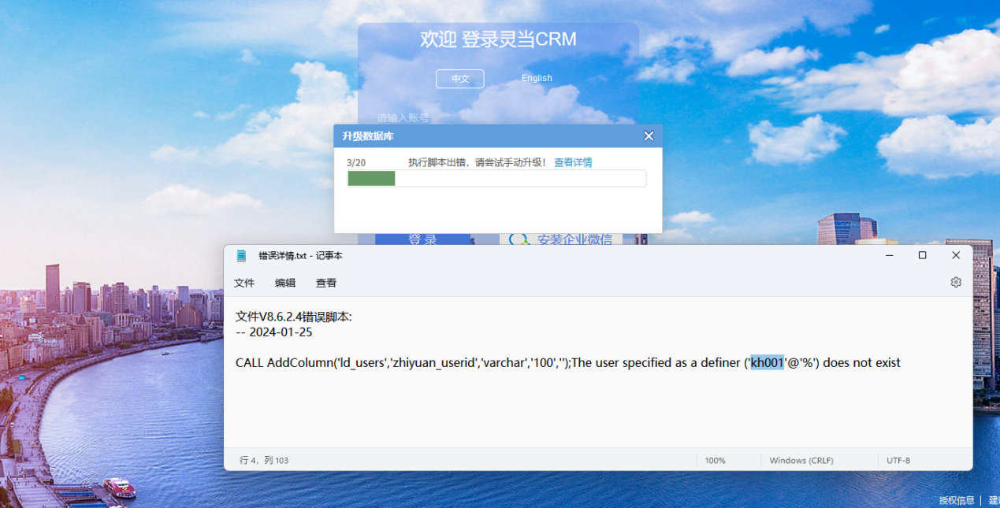 欢迎 登录灵当CRM
中文 English
请输入账号
升级数据库
3/20 执行脚本出错，请尝试手动升级！ 查看详情
登 录 安装企业微信
错误详情.txt - 记事本
文件 编辑 查看
文件V8.6.2.4错误脚本:
-- 2024-01-25
CALL AddColumn('ld_users','zhiyuan_userid','varchar','100','');The user specified as a definer ('kh001'@'%') does not exist
行 4，列 103 100% Windows (CRLF) UTF-8
授权信息 | 建